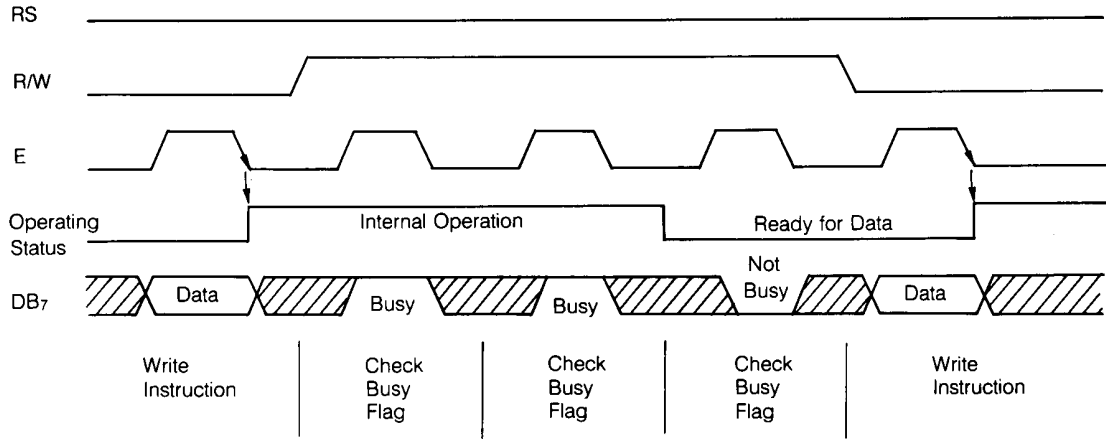 RS
R/W
E
Operating
Status
Internal Operation
Ready for Data
DB₇
Data
Busy
Busy
Not
Busy
Data
Write
Instruction
Check
Busy
Flag
Check
Busy
Flag
Check
Busy
Flag
Write
Instruction